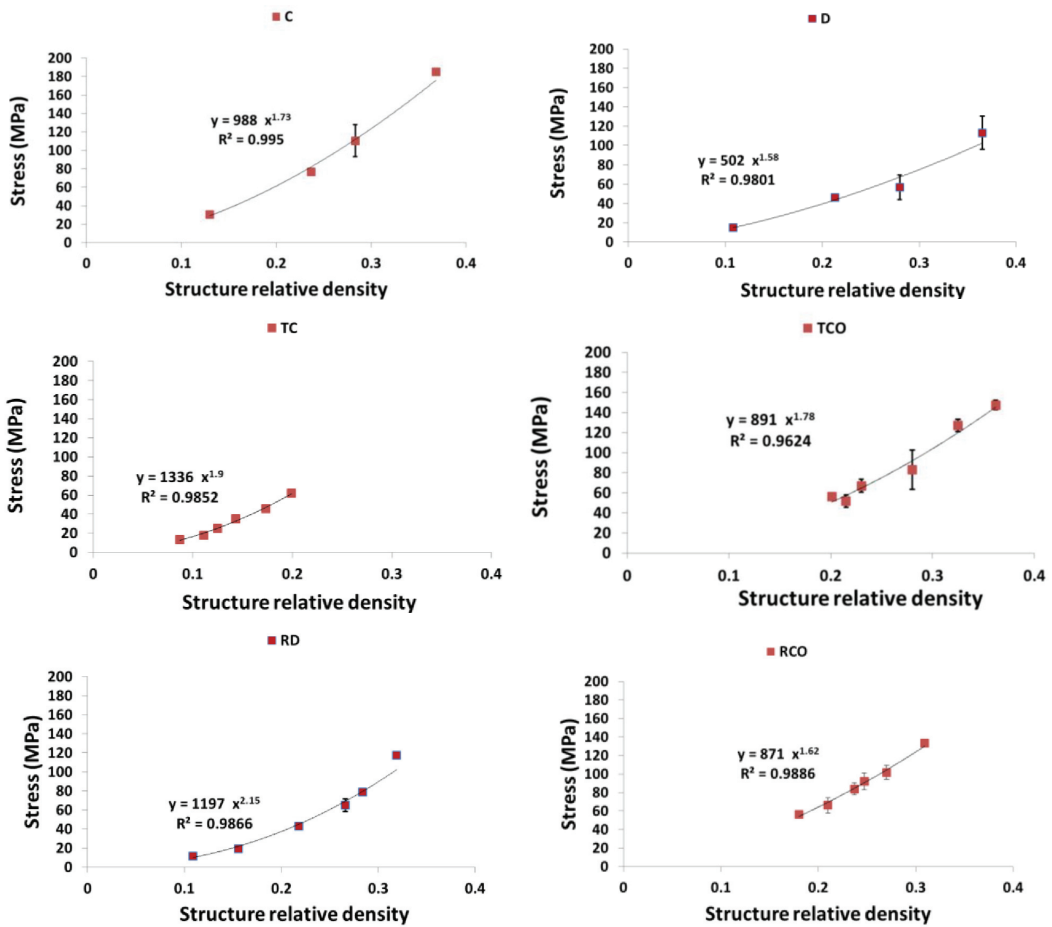 C
Stress (MPa)
200
180
160
140
120
100
80
60
40
20
0
y = 988 x^1.73
R² = 0.995
0 0.1 0.2 0.3 0.4
Structure relative density
D
Stress (MPa)
200
180
160
140
120
100
80
60
40
20
0
y = 502 x^1.58
R² = 0.9801
0 0.1 0.2 0.3 0.4
Structure relative density
TC
Stress (MPa)
200
180
160
140
120
100
80
60
40
20
0
y = 1336 x^1.9
R² = 0.9852
0 0.1 0.2 0.3 0.4
Structure relative density
TCO
Stress (MPa)
200
180
160
140
120
100
80
60
40
20
0
y = 891 x^1.78
R² = 0.9624
0 0.1 0.2 0.3 0.4
Structure relative density
RD
Stress (MPa)
200
180
160
140
120
100
80
60
40
20
0
y = 1197 x^2.15
R² = 0.9866
0 0.1 0.2 0.3 0.4
Structure relative density
RCO
Stress (MPa)
200
180
160
140
120
100
80
60
40
20
0
y = 871 x^1.62
R² = 0.9886
0 0.1 0.2 0.3 0.4
Structure relative density